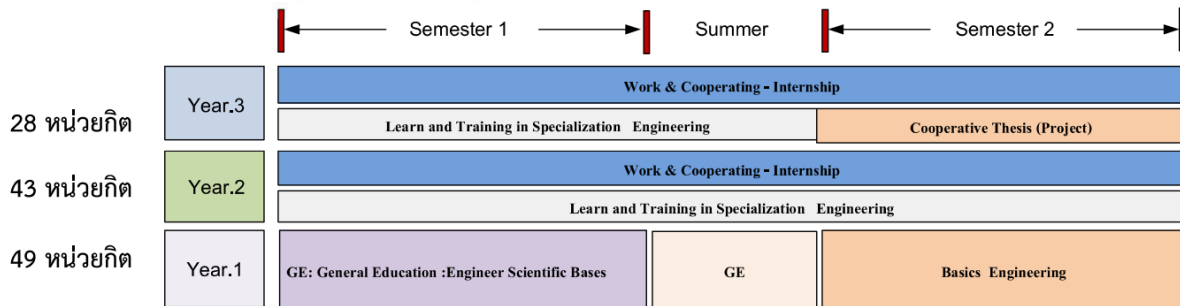 Semester 1 Summer Semester 2
Year.3
Work & Cooperating - Internship
28 หน่วยกิต
Learn and Training in Specialization Engineering
Cooperative Thesis (Project)
Year.2
Work & Cooperating - Internship
43 หน่วยกิต
Learn and Training in Specialization Engineering
49 หน่วยกิต
Year.1
GE: General Education :Engineer Scientific Bases
GE
Basics Engineering